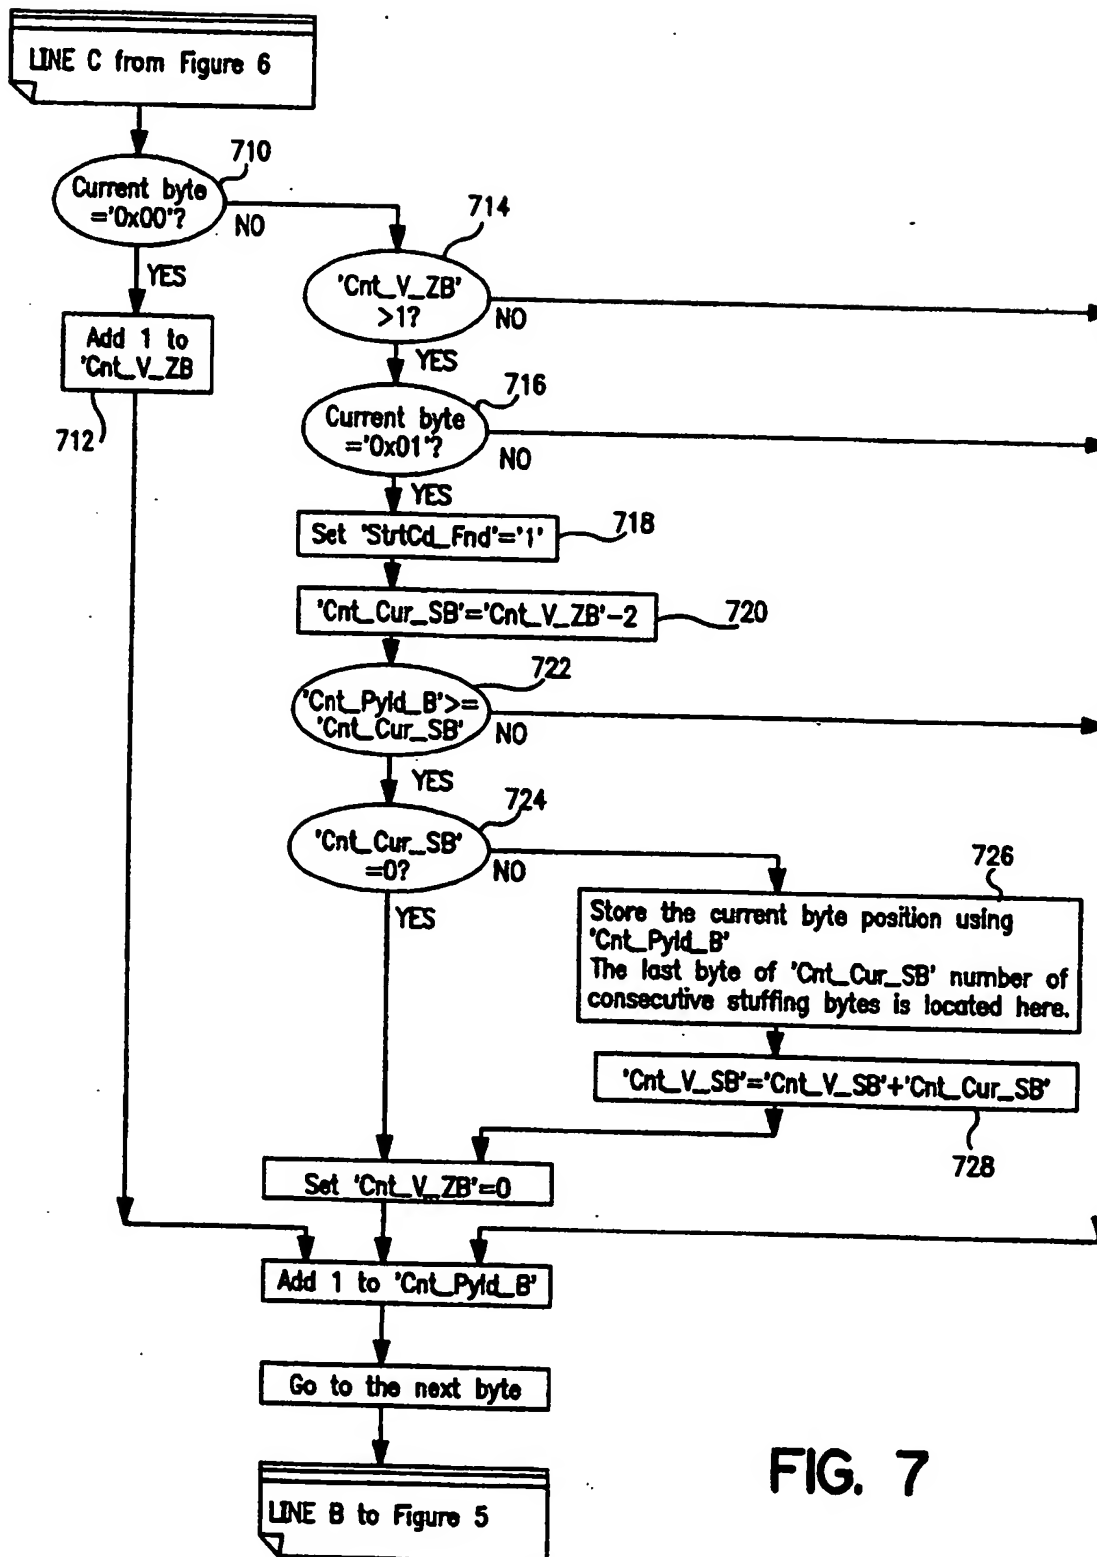 LINE C from Figure 6
710
Current byte
='0x00'?
NO
YES
714
'Cnt_V_ZB'
>1?
NO
YES
Add 1 to
'Cnt_V_ZB
712
716
Current byte
='0x01'?
NO
YES
Set 'StrtCd_Fnd'='1'
718
'Cnt_Cur_SB'='Cnt_V_ZB'-2
720
722
'Cnt_Pyld_B'>=
'Cnt_Cur_SB'
NO
YES
724
'Cnt_Cur_SB'
=0?
NO
YES
726
Store the current byte position using
'Cnt_Pyld_B'
The last byte of 'Cnt_Cur_SB' number of
consecutive stuffing bytes is located here.
'Cnt_V_SB'='Cnt_V_SB'+'Cnt_Cur_SB'
728
Set 'Cnt_V_ZB'=0
Add 1 to 'Cnt_Pyld_B'
Go to the next byte
LINE B to Figure 5
FIG. 7